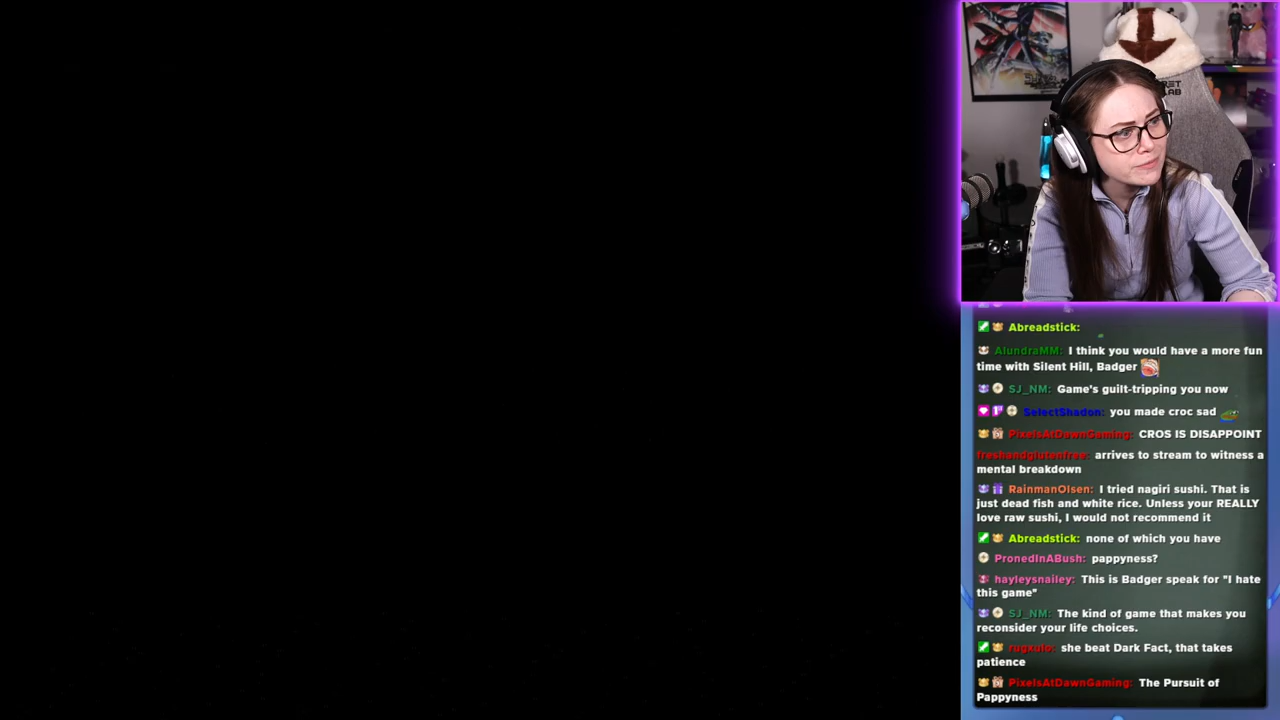 Abreadstick:
AlundraMM: I think you would have a more fun
time with Silent Hill, Badger
SJ_NM: Game's guilt-tripping you now
SelectShadon: you made croc sad
PixelsAtDawnGaming: CROS IS DISAPPOINT
freshandglutenfree: arrives to stream to witness a
mental breakdown
RainmanOlsen: I tried nagiri sushi. That is
just dead fish and white rice. Unless your REALLY
love raw sushi, I would not recommend it
Abreadstick: none of which you have
PronedInABush: pappyness?
hayleysnailey: This is Badger speak for "I hate
this game"
SJ_NM: The kind of game that makes you
reconsider your life choices.
rugxulo: she beat Dark Fact, that takes
patience
PixelsAtDawnGaming: The Pursuit of
Pappyness